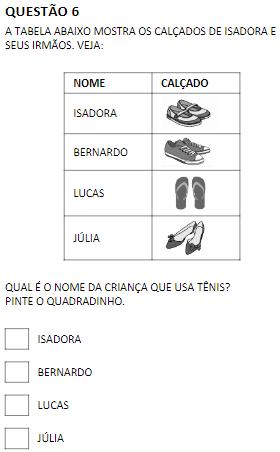 QUESTÃO 6
A TABELA ABAIXO MOSTRA OS CALÇADOS DE ISADORA E
SEUS IRMÃOS. VEJA:
NOME CALÇADO
ISADORA
BERNARDO
LUCAS
JÚLIA
QUAL É O NOME DA CRIANÇA QUE USA TÊNIS?
PINTE O QUADRADINHO.
ISADORA
BERNARDO
LUCAS
JÚLIA